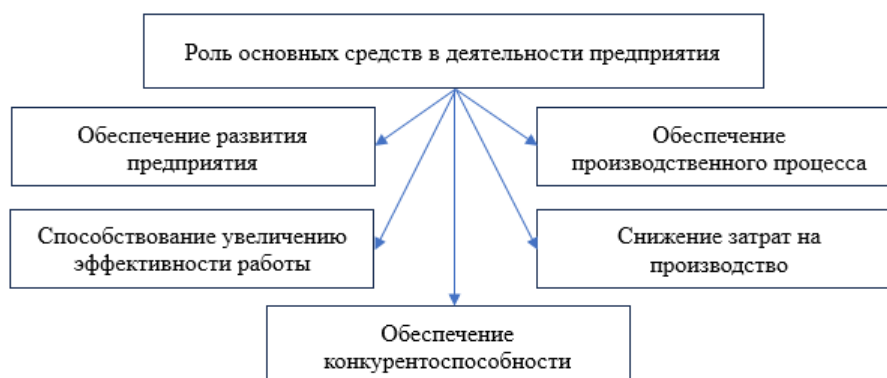 Роль основных средств в деятельности предприятия
Обеспечение развития
предприятия
Обеспечение
производственного процесса
Способствование увеличению
эффективности работы
Снижение затрат на
производство
Обеспечение
конкурентоспособности